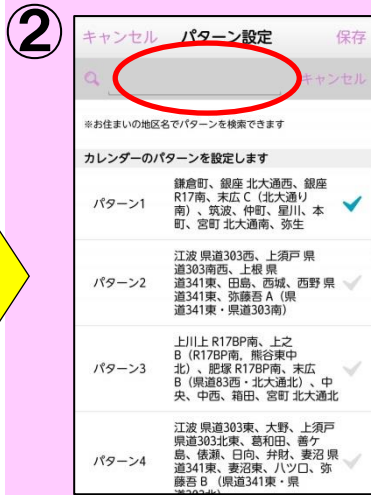 ②
キャンセル パターン設定 保存
キャンセル
※お住まいの地区名でパターンを検索できます
カレンダーのパターンを設定します
パターン1
鎌倉町、銀座 北大通西、銀座
R17南、末広 C（北大通り
南）、筑波、仲町、星川、本
町、宮町 北大通南、弥生
パターン2
江波 県道303西、上須戸 県
道303南西、上根 県
道341東、田島、西城、西野 県
道341東、弥藤吾 A（県
道341東・県道303南）
パターン3
上川上 R17BP南、上之
B（R17BP南，熊谷東中
北）、肥塚 R17BP南、末広
B（県道83西・北大通北）、中
央、中西、箱田、宮町 北大通北
パターン4
江波 県道303東、大野、上須戸
県道303北東、葛和田、善ケ
島、俵瀬、日向、弁財、妻沼 県
道341東、妻沼東、八ツ口、弥
藤吾 B （県道341東・県
道303北）